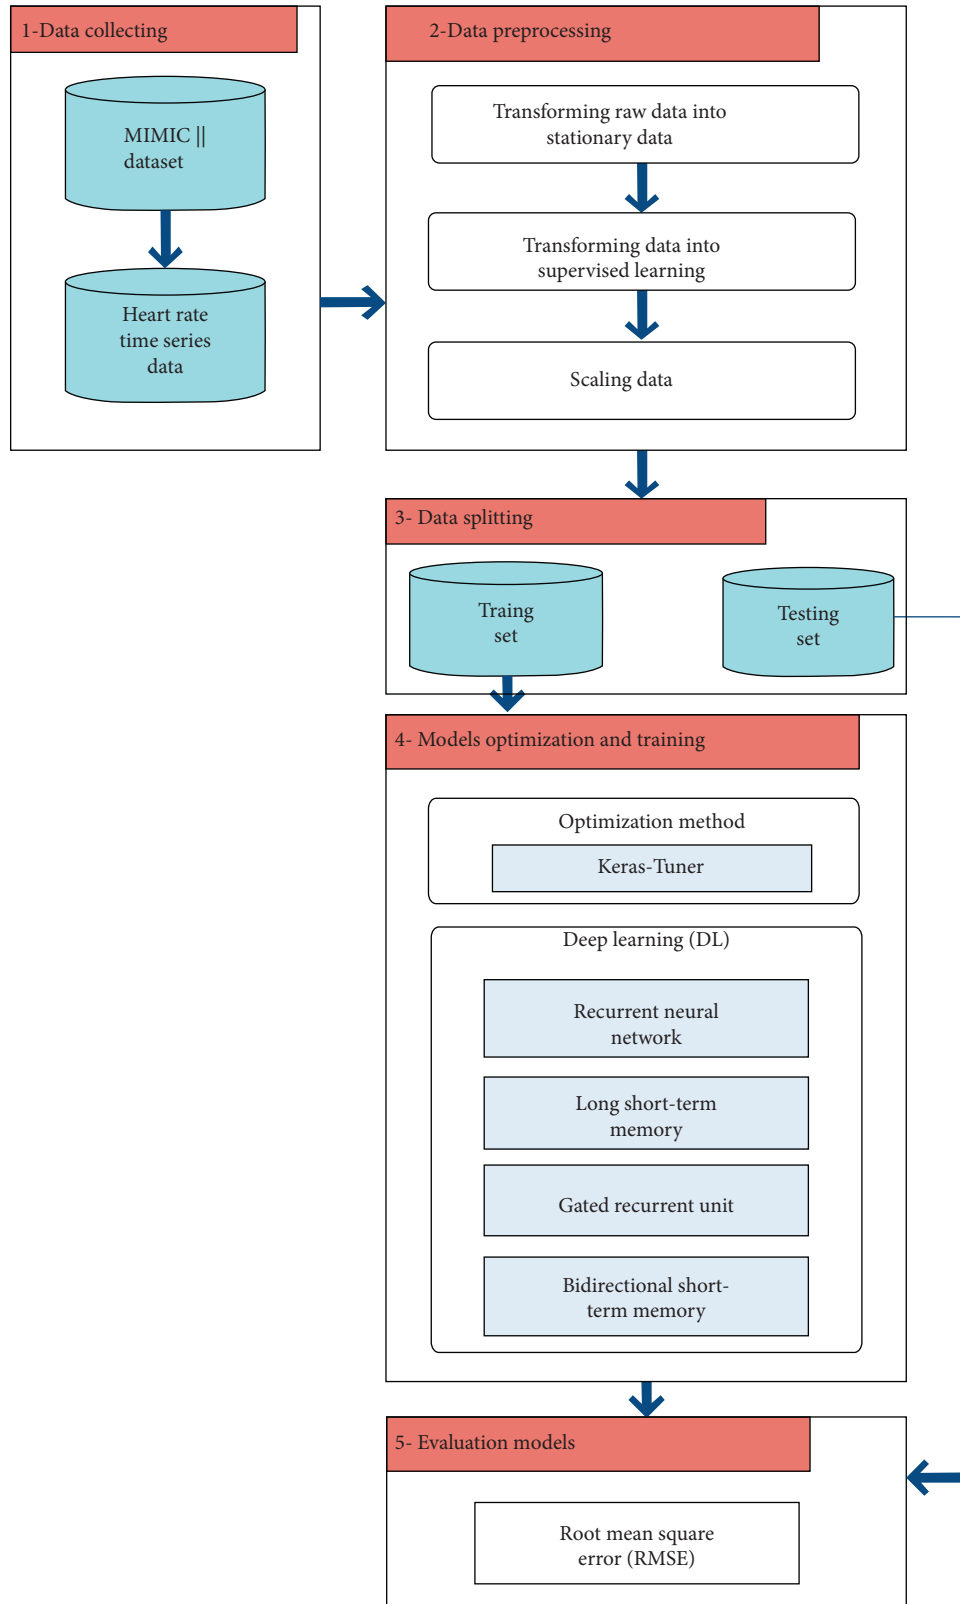 1-Data collecting
MIMIC ||
dataset
Heart rate
time series
data
2-Data preprocessing
Transforming raw data into
stationary data
Transforming data into
supervised learning
Scaling data
3- Data splitting
Traing
set
Testing
set
4- Models optimization and training
Optimization method
Keras-Tuner
Deep learning (DL)
Recurrent neural
network
Long short-term
memory
Gated recurrent unit
Bidirectional short-
term memory
5- Evaluation models
Root mean square
error (RMSE)